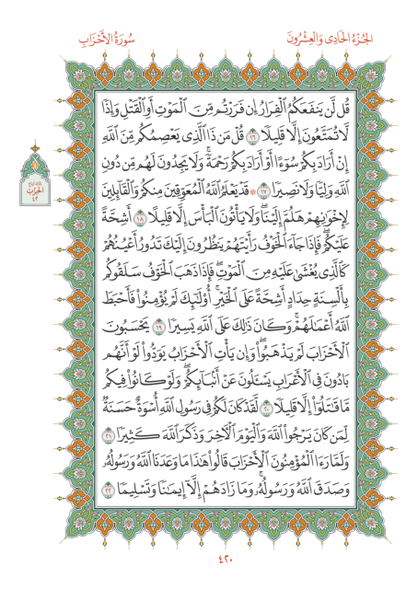 الجُزْءُ الحَادِي وَالعِشْرُونَ
سُورَةُ الأَحْزَابِ
قُل لَّن يَنفَعَكُمُ ٱلْفِرَارُ إِن فَرَرْتُم مِّنَ ٱلْمَوْتِ أَوِ ٱلْقَتْلِ وَإِذًا
لَّا تُمَتَّعُونَ إِلَّا قَلِيلًا ١٦ قُلْ مَن ذَا ٱلَّذِى يَعْصِمُكُم مِّنَ ٱللَّهِ
إِنْ أَرَادَ بِكُمْ سُوٓءًا أَوْ أَرَادَ بِكُمْ رَحْمَةً ۚ وَلَا يَجِدُونَ لَهُم مِّن دُونِ
ٱللَّهِ وَلِيًّا وَلَا نَصِيرًا ١٧ ۞ قَدْ يَعْلَمُ ٱللَّهُ ٱلْمُعَوِّقِينَ مِنكُمْ وَٱلْقَآئِلِينَ
لِإِخْوَٰنِهِمْ هَلُمَّ إِلَيْنَا ۖ وَلَا يَأْتُونَ ٱلْبَأْسَ إِلَّا قَلِيلًا ١٨ أَشِحَّةً
عَلَيْكُمْ ۖ فَإِذَا جَآءَ ٱلْخَوْفُ رَأَيْتَهُمْ يَنظُرُونَ إِلَيْكَ تَدُورُ أَعْيُنُهُمْ
كَٱلَّذِى يُغْشَىٰ عَلَيْهِ مِنَ ٱلْمَوْتِ ۖ فَإِذَا ذَهَبَ ٱلْخَوْفُ سَلَقُوكُم
بِأَلْسِنَةٍ حِدَادٍ أَشِحَّةً عَلَى ٱلْخَيْرِ ۚ أُو۟لَٰٓئِكَ لَمْ يُؤْمِنُوا۟ فَأَحْبَطَ
ٱللَّهُ أَعْمَٰلَهُمْ ۚ وَكَانَ ذَٰلِكَ عَلَى ٱللَّهِ يَسِيرًا ١٩ يَحْسَبُونَ
ٱلْأَحْزَابَ لَمْ يَذْهَبُوا۟ ۖ وَإِن يَأْتِ ٱلْأَحْزَابُ يَوَدُّوا۟ لَوْ أَنَّهُم
بَادُونَ فِى ٱلْأَعْرَابِ يَسْـَٔلُونَ عَنْ أَنۢبَآئِكُمْ ۖ وَلَوْ كَانُوا۟ فِيكُم
مَّا قَٰتَلُوٓا۟ إِلَّا قَلِيلًا ٢٠ لَّقَدْ كَانَ لَكُمْ فِى رَسُولِ ٱللَّهِ أُسْوَةٌ حَسَنَةٌ
لِّمَن كَانَ يَرْجُوا۟ ٱللَّهَ وَٱلْيَوْمَ ٱلْـَٔاخِرَ وَذَكَرَ ٱللَّهَ كَثِيرًا ٢١
وَلَمَّا رَءَا ٱلْمُؤْمِنُونَ ٱلْأَحْزَابَ قَالُوا۟ هَٰذَا مَا وَعَدَنَا ٱللَّهُ وَرَسُولُهُۥ
وَصَدَقَ ٱللَّهُ وَرَسُولُهُۥ ۚ وَمَا زَادَهُمْ إِلَّآ إِيمَٰنًا وَتَسْلِيمًا ٢٢
٤٢٠